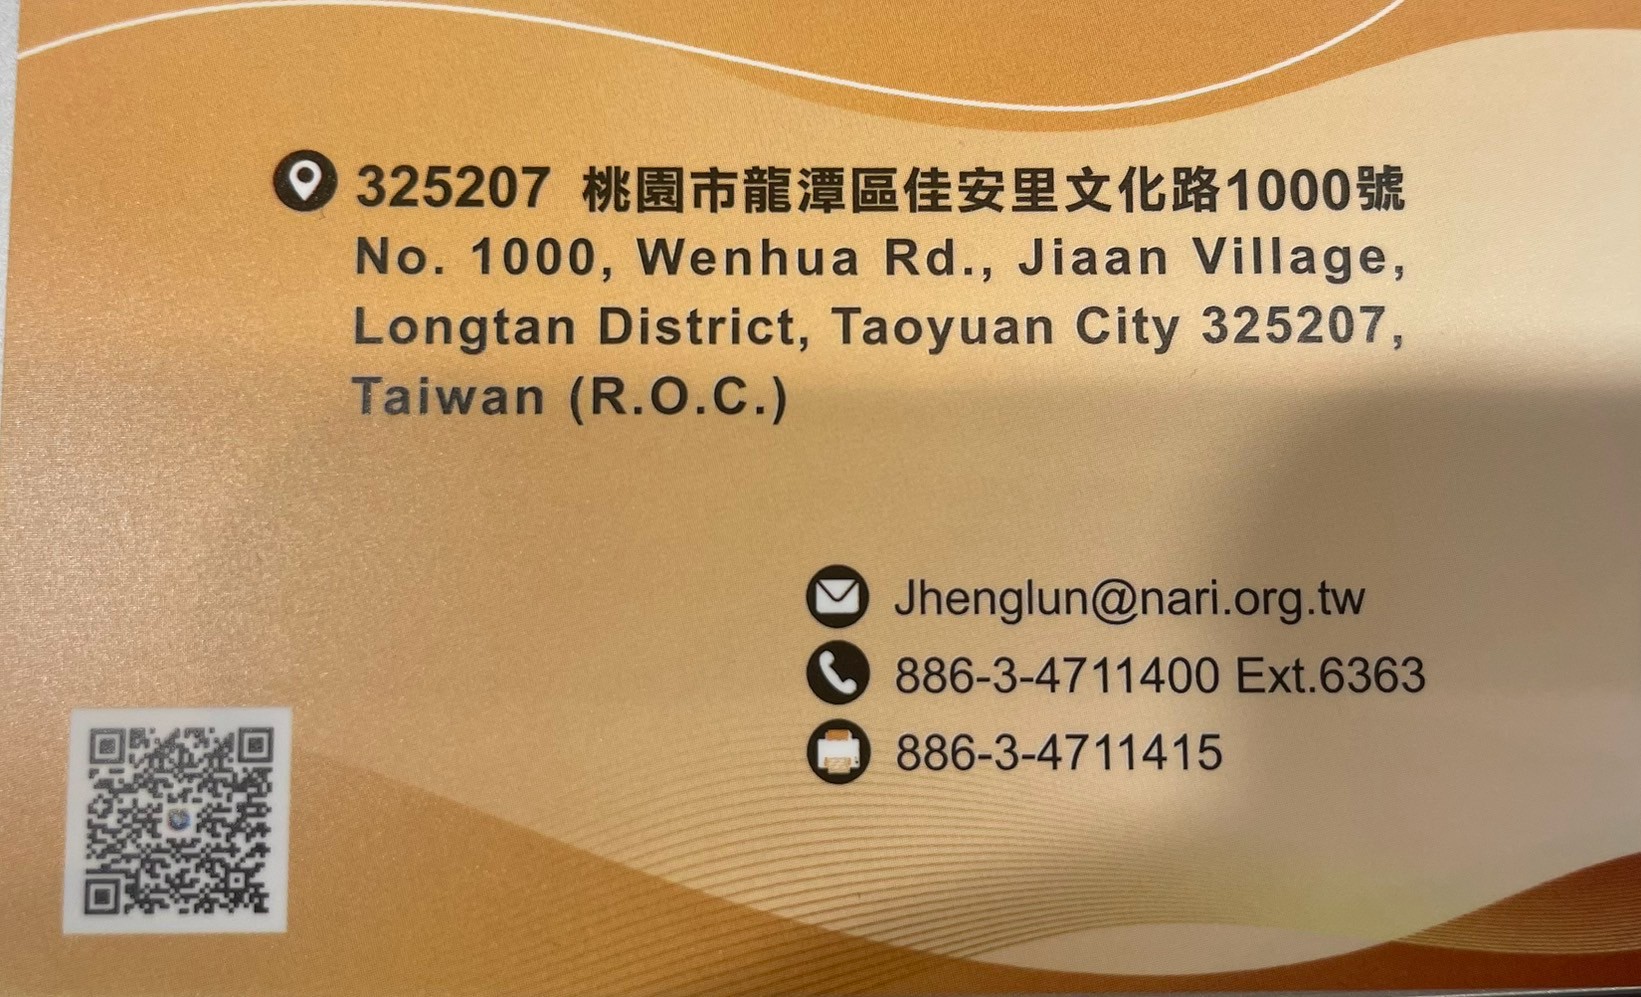 325207 桃園市龍潭區佳安里文化路1000號
No. 1000, Wenhua Rd., Jiaan Village,
Longtan District, Taoyuan City 325207,
Taiwan (R.O.C.)
Jhenglun@nari.org.tw
886-3-4711400 Ext.6363
886-3-4711415